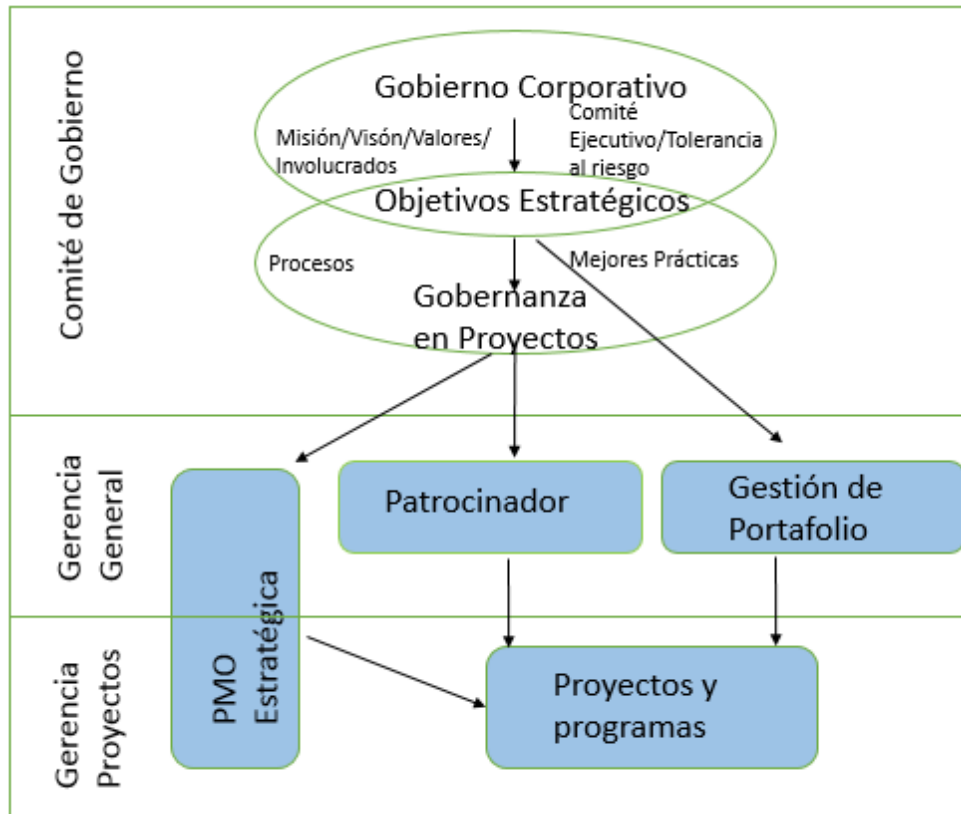 Comité de Gobierno
Gobierno Corporativo
Misión/Visón/Valores/
Involucrados
Comité
Ejecutivo/Tolerancia
al riesgo
Objetivos Estratégicos
Procesos
Mejores Prácticas
Gobernanza
en Proyectos
Gerencia
General
Patrocinador
Gestión de
Portafolio
PMO
Estratégica
Gerencia
Proyectos
Proyectos y
programas